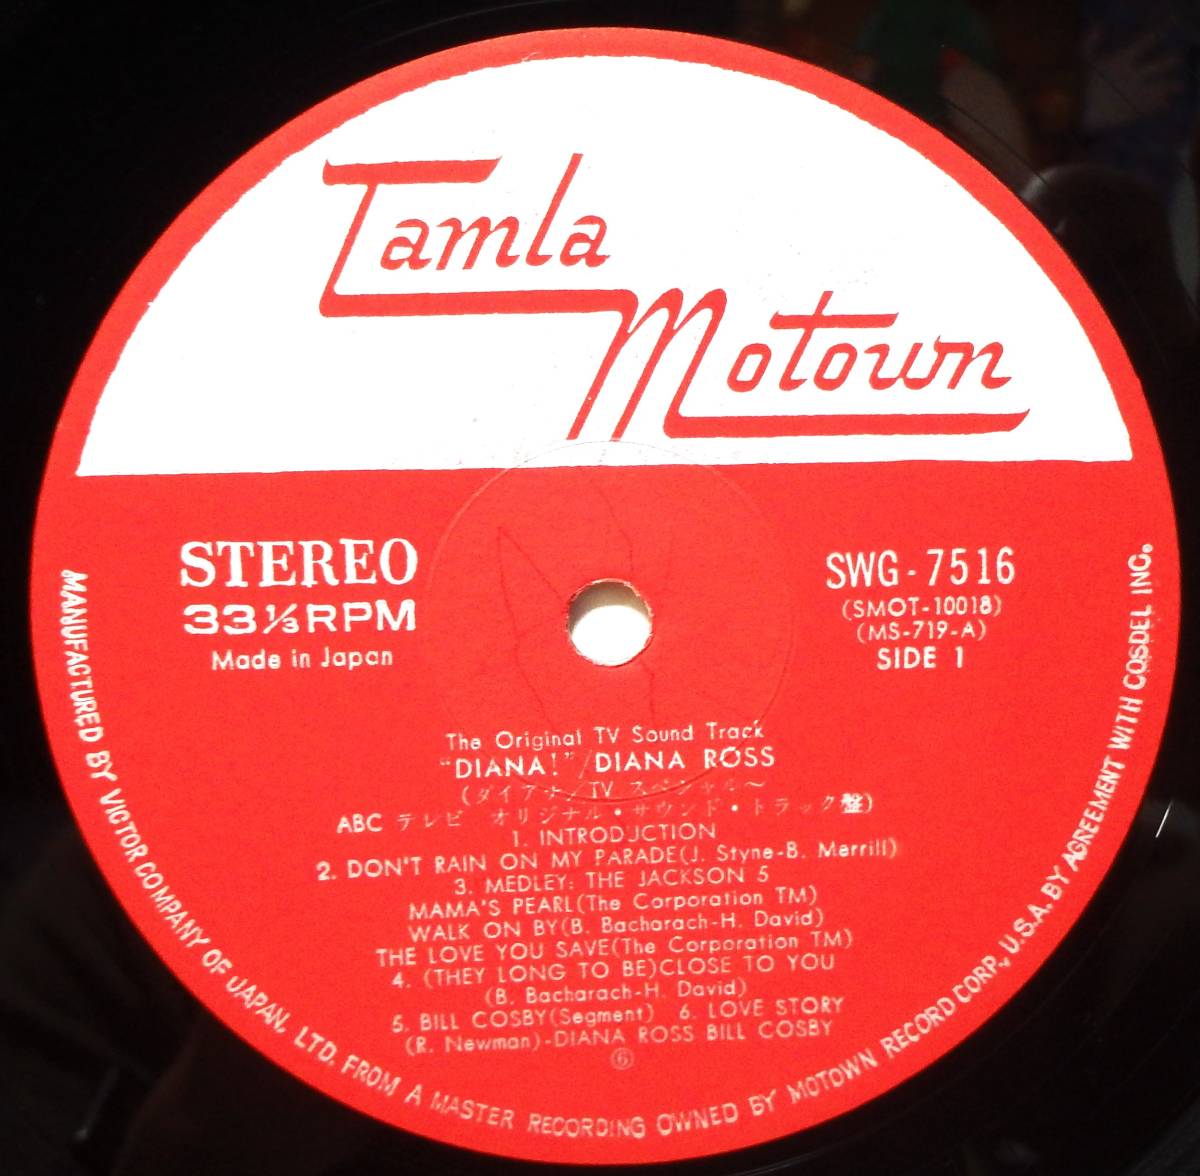 Tamla
Motown
STEREO
33 1/3 RPM
Made in Japan
SWG-7516
(SMOT-10018)
(MS-719-A)
SIDE 1
The Original TV Sound Track
"DIANA!"/DIANA ROSS
(ダイアナ/TV スペシャル〜
ABC テレビ オリジナル・サウンド・トラック盤)
1. INTRODUCTION
2. DON'T RAIN ON MY PARADE(J. Styne-B. Merrill)
3. MEDLEY: THE JACKSON 5
MAMA'S PEARL(The Corporation TM)
WALK ON BY(B. Bacharach-H. David)
THE LOVE YOU SAVE(The Corporation TM)
4. (THEY LONG TO BE)CLOSE TO YOU
(B. Bacharach-H. David)
5. BILL COSBY(Segment) 6. LOVE STORY
(R. Newman)-DIANA ROSS BILL COSBY
⑥
MANUFACTURED BY VICTOR COMPANY OF JAPAN, LTD. FROM A MASTER RECORDING OWNED BY MOTOWN RECORD CORP., U.S.A. BY AGREEMENT WITH COSDEL INC.